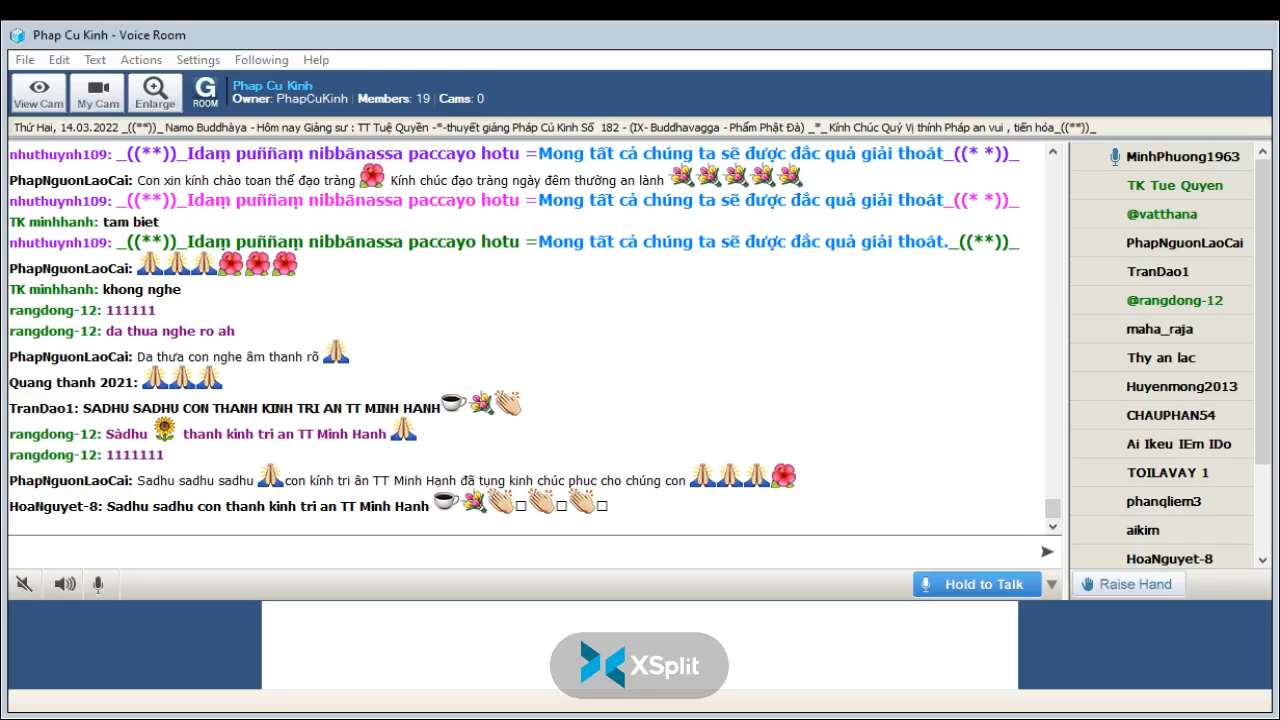 Phap Cu Kinh - Voice Room
File Edit Text Actions Settings Following Help
View Cam My Cam Enlarge G ROOM
Phap Cu Kinh
Owner: PhapCuKinh | Members: 19 | Cams: 0
Thứ Hai, 14.03.2022 _((**))_ Namo Buddhàya - Hôm nay Giảng sư : TT Tuệ Quyền -*-thuyết giảng Pháp Cú Kinh Số 182 - (IX- Buddhavagga - Phẩm Phật Đà) _*_ Kính Chúc Quý Vị thính Pháp an vui , tiến hóa_((**))_
nhuthuynh109: _((**))_Idaṃ puññaṃ nibbānassa paccayo hotu =Mong tất cả chúng ta sẽ được đắc quả giải thoát_((* *))_
PhapNguonLaoCai: Con xin kính chào toan thể đạo tràng 🌺 Kính chúc đạo tràng ngày đêm thường an lành 💐💐💐💐💐
nhuthuynh109: _((**))_Idaṃ puññaṃ nibbānassa paccayo hotu =Mong tất cả chúng ta sẽ được đắc quả giải thoát_((* *))_
TK minhhanh: tam biet
nhuthuynh109: _((**))_Idaṃ puññaṃ nibbānassa paccayo hotu =Mong tất cả chúng ta sẽ được đắc quả giải thoát._((**))_
PhapNguonLaoCai: 🙏🙏🙏🌺🌺🌺
TK minhhanh: khong nghe
rangdong-12: 111111
rangdong-12: da thua nghe ro ah
PhapNguonLaoCai: Da thưa con nghe âm thanh rõ 🙏
Quang thanh 2021: 🙏🙏🙏
TranDao1: SADHU SADHU CON THANH KINH TRI AN TT MINH HANH☕💐👏
rangdong-12: Sàdhu 🌻 thanh kinh tri an TT Minh Hanh 🙏
rangdong-12: 1111111
PhapNguonLaoCai: Sadhu sadhu sadhu 🙏con kính tri ân TT Minh Hạnh đã tụng kinh chúc phuc cho chúng con 🙏🙏🙏🌺
HoaNguyet-8: Sadhu sadhu con thanh kinh tri an TT Minh Hanh ☕💐👏□👏□👏□
MinhPhuong1963
TK Tue Quyen
@vatthana
PhapNguonLaoCai
TranDao1
@rangdong-12
maha_raja
Thy an lac
Huyenmong2013
CHAUPHAN54
Ai Ikeu IEm IDo
TOILAVAY 1
phanqliem3
aikim
HoaNguyet-8
Hold to Talk
Raise Hand
XSplit